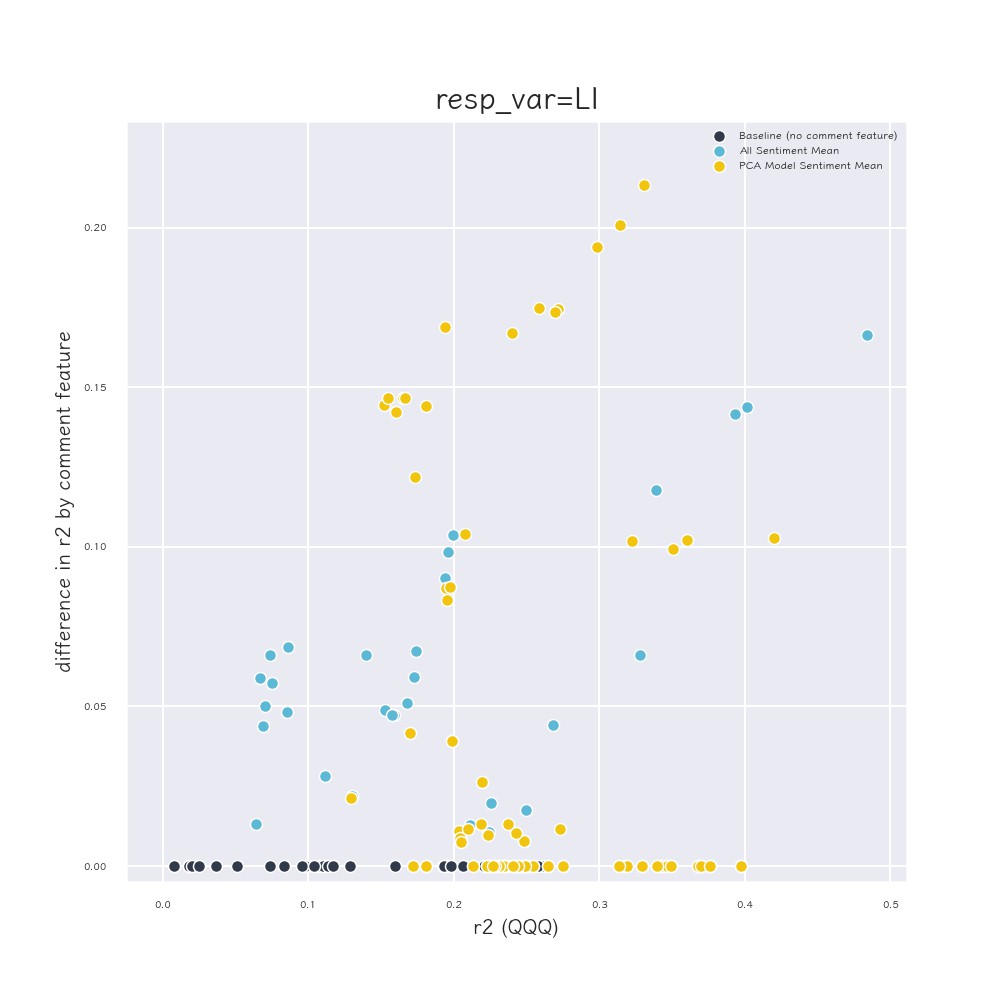 resp_var=LI
Baseline (no comment feature)
All Sentiment Mean
PCA Model Sentiment Mean
difference in r2 by comment feature
0.20
0.15
0.10
0.05
0.00
0.0 0.1 0.2 0.3 0.4 0.5
r2 (QQQ)